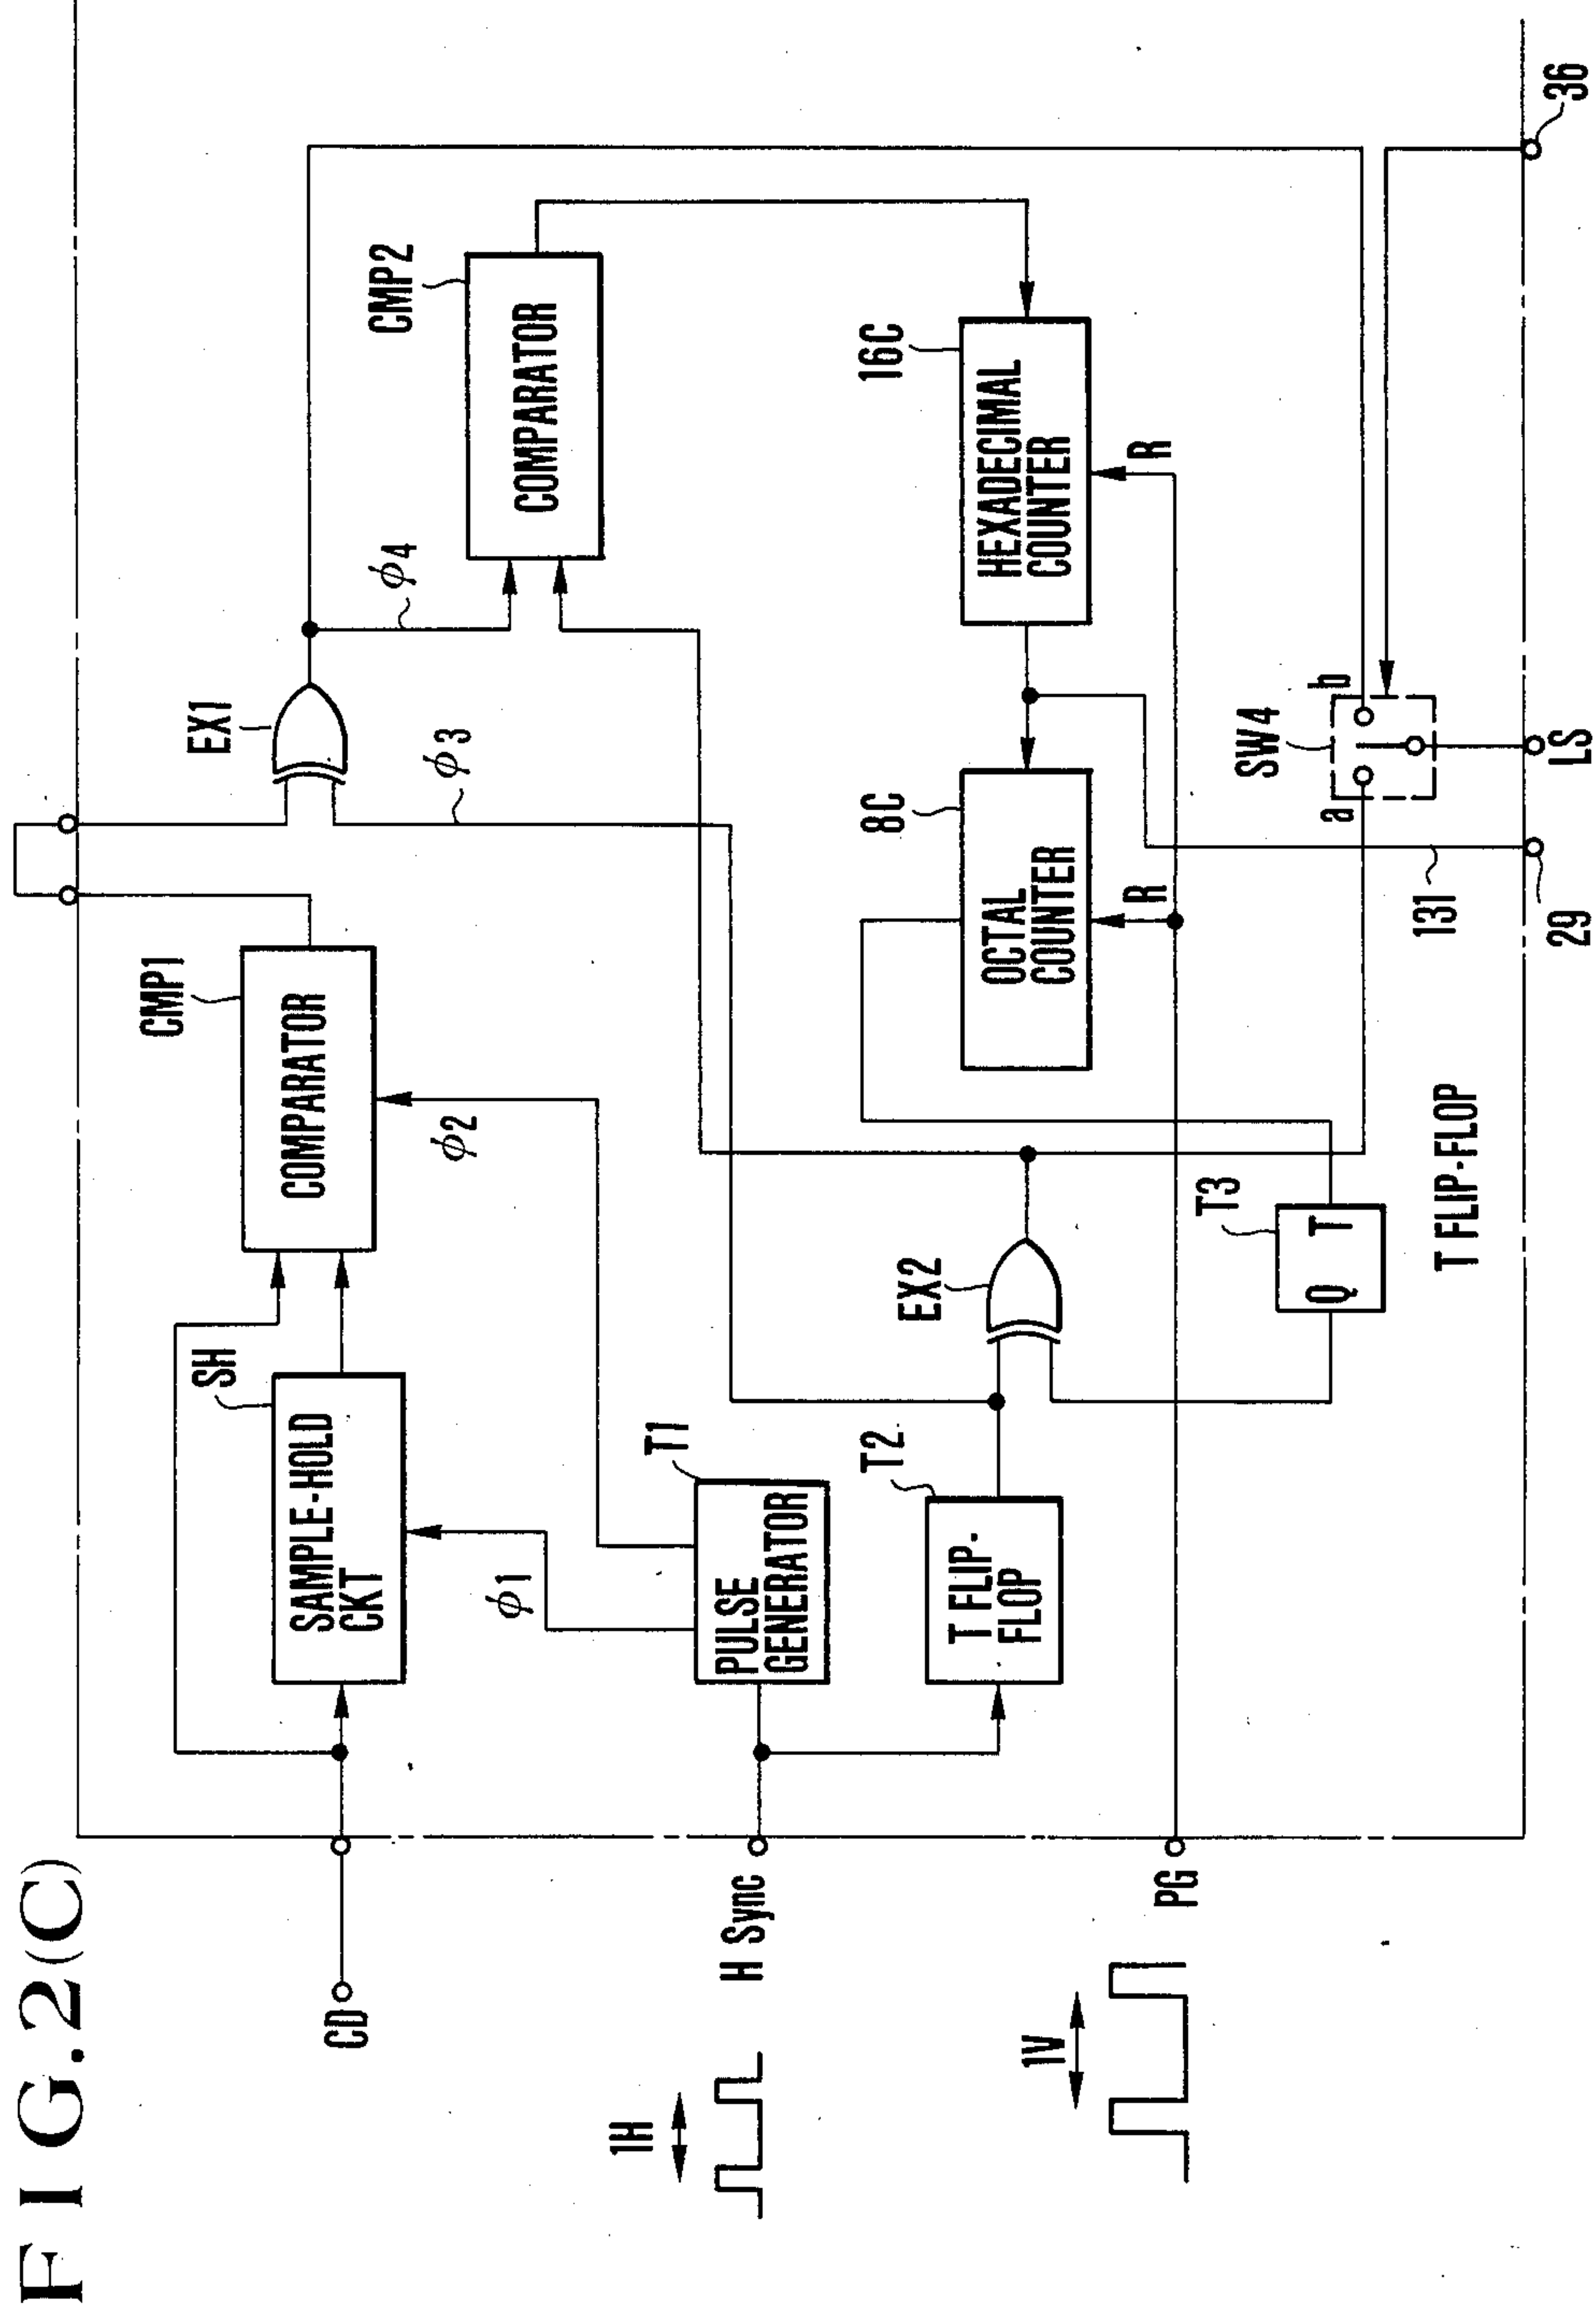 FIG.2(C)
CMP1
EX1
CMP2
SH
COMPARATOR
COMPARATOR
SAMPLE-HOLD
CKT
ϕ1
ϕ2
ϕ3
ϕ4
CD
T1
PULSE
GENERATOR
1H
H Sync
T2
T FLIP-
FLOP
EX2
8C
OCTAL
COUNTER
R
16C
HEXADECIMAL
COUNTER
R
1V
PG
T3
Q T
T FLIP-FLOP
SW4
a
b
131
29
LS
36